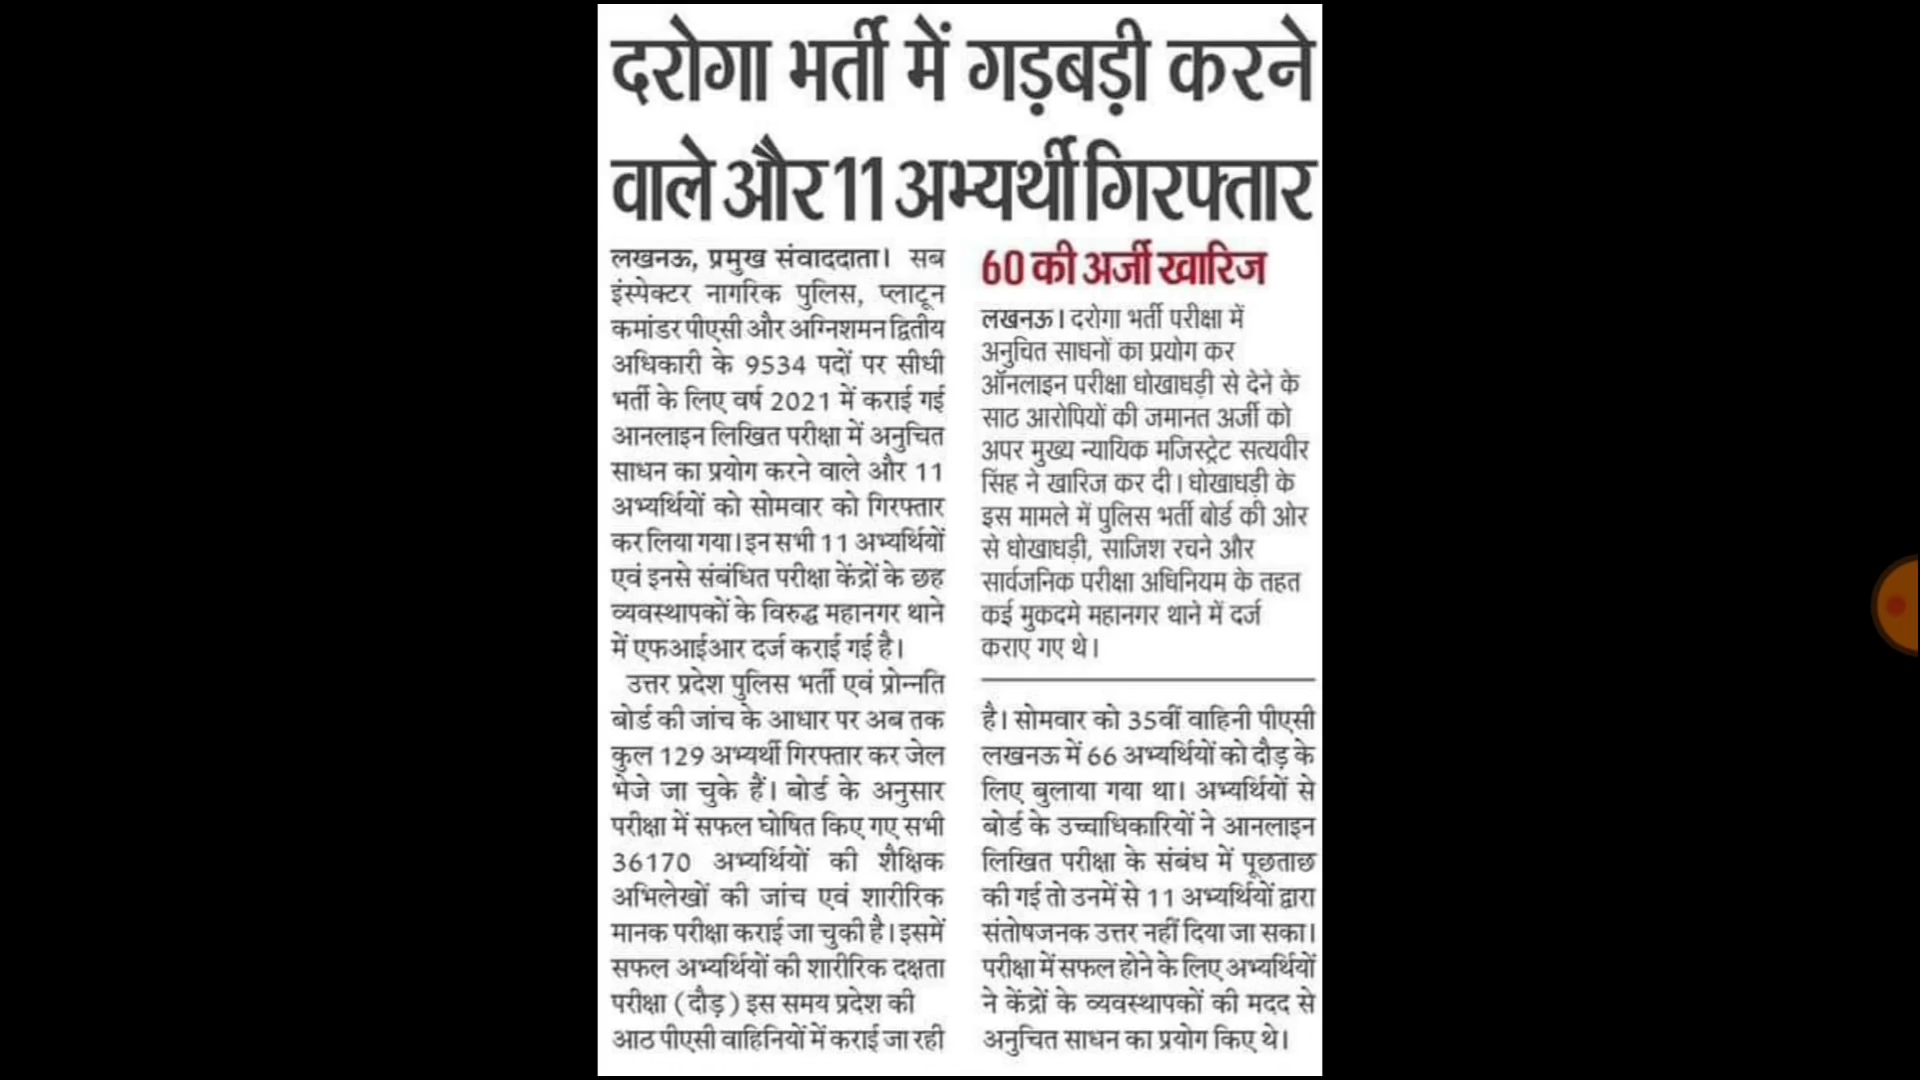 दरोगा भर्ती में गड़बड़ी करने
वाले और 11 अभ्यर्थी गिरफ्तार
लखनऊ, प्रमुख संवाददाता। सब
इंस्पेक्टर नागरिक पुलिस, प्लाटून
कमांडर पीएसी और अग्निशमन द्वितीय
अधिकारी के 9534 पदों पर सीधी
भर्ती के लिए वर्ष 2021 में कराई गई
आनलाइन लिखित परीक्षा में अनुचित
साधन का प्रयोग करने वाले और 11
अभ्यर्थियों को सोमवार को गिरफ्तार
कर लिया गया। इन सभी 11 अभ्यर्थियों
एवं इनसे संबंधित परीक्षा केंद्रों के छह
व्यवस्थापकों के विरुद्ध महानगर थाने
में एफआईआर दर्ज कराई गई है।
उत्तर प्रदेश पुलिस भर्ती एवं प्रोन्नति
बोर्ड की जांच के आधार पर अब तक
कुल 129 अभ्यर्थी गिरफ्तार कर जेल
भेजे जा चुके हैं। बोर्ड के अनुसार
परीक्षा में सफल घोषित किए गए सभी
36170 अभ्यर्थियों की शैक्षिक
अभिलेखों की जांच एवं शारीरिक
मानक परीक्षा कराई जा चुकी है। इसमें
सफल अभ्यर्थियों की शारीरिक दक्षता
परीक्षा (दौड़) इस समय प्रदेश की
आठ पीएसी वाहिनियों में कराई जा रही
60 की अर्जी खारिज
लखनऊ। दरोगा भर्ती परीक्षा में
अनुचित साधनों का प्रयोग कर
ऑनलाइन परीक्षा धोखाधड़ी से देने के
साठ आरोपियों की जमानत अर्जी को
अपर मुख्य न्यायिक मजिस्ट्रेट सत्यवीर
सिंह ने खारिज कर दी। धोखाधड़ी के
इस मामले में पुलिस भर्ती बोर्ड की ओर
से धोखाधड़ी, साजिश रचने और
सार्वजनिक परीक्षा अधिनियम के तहत
कई मुकदमे महानगर थाने में दर्ज
कराए गए थे।
है। सोमवार को 35वीं वाहिनी पीएसी
लखनऊ में 66 अभ्यर्थियों को दौड़ के
लिए बुलाया गया था। अभ्यर्थियों से
बोर्ड के उच्चाधिकारियों ने आनलाइन
लिखित परीक्षा के संबंध में पूछताछ
की गई तो उनमें से 11 अभ्यर्थियों द्वारा
संतोषजनक उत्तर नहीं दिया जा सका।
परीक्षा में सफल होने के लिए अभ्यर्थियों
ने केंद्रों के व्यवस्थापकों की मदद से
अनुचित साधन का प्रयोग किए थे।